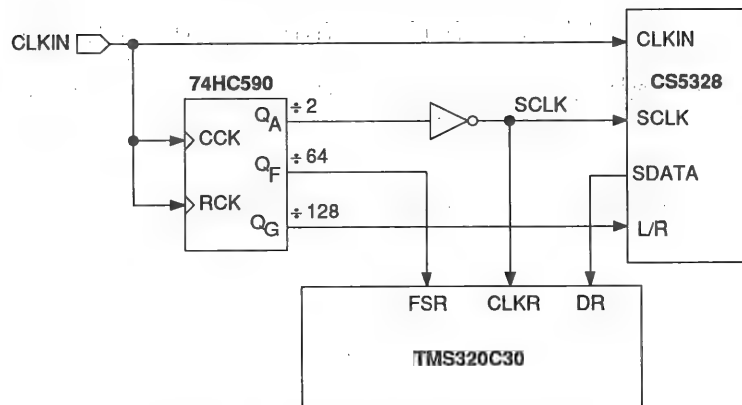 CLKIN
CLKIN
CS5328
74HC590
QA ÷ 2
SCLK
SCLK
CCK
QF ÷ 64
SDATA
RCK
QG ÷ 128
L/R
FSR CLKR DR
TMS320C30